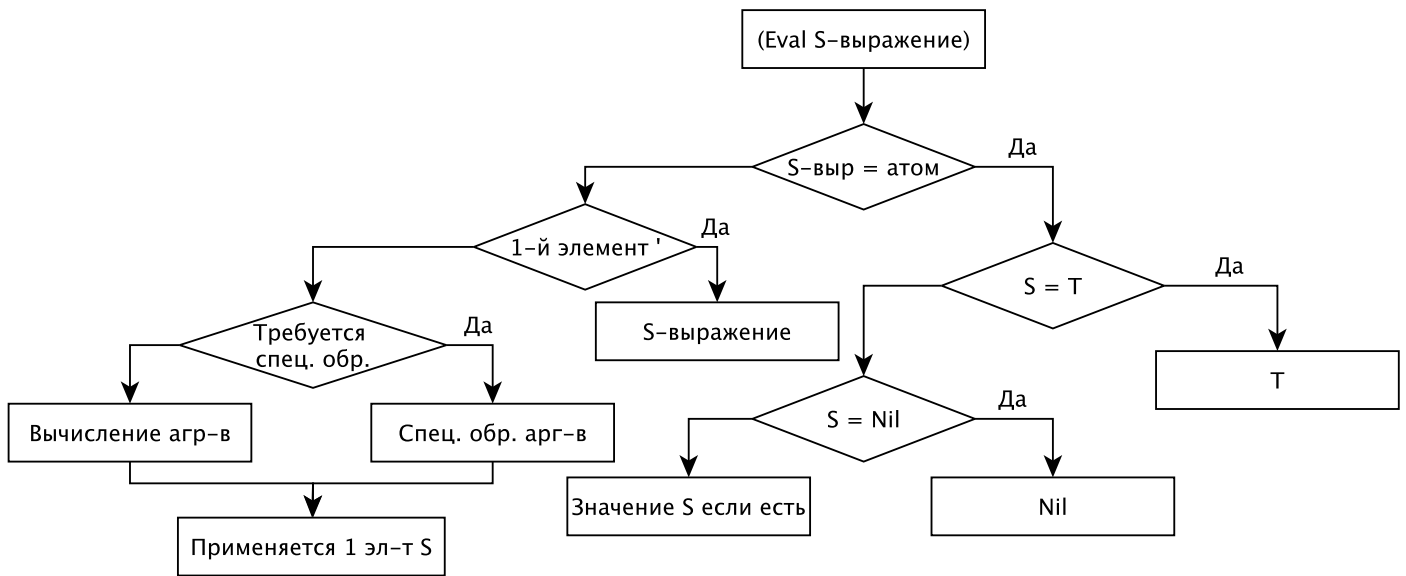 (Eval S-выражение)
S-выр = атом
Да
1-й элемент '
Да
S = T
Да
Требуется
спец. обр.
Да
S-выражение
T
S = Nil
Да
Вычисление агр-в
Спец. обр. арг-в
Значение S если есть
Nil
Применяется 1 эл-т S